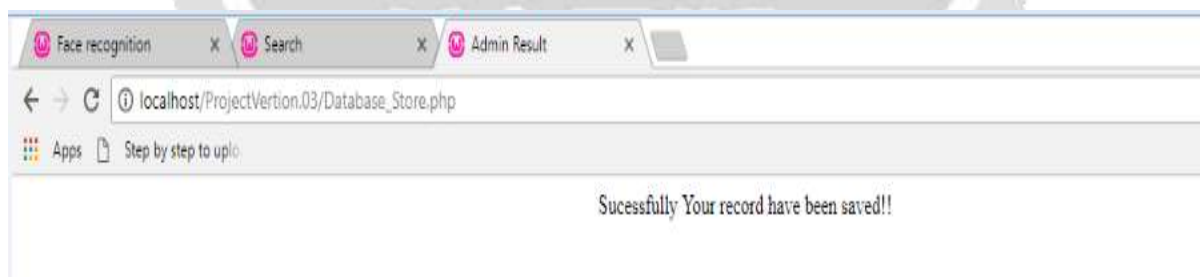 Face recognition x Search x Admin Result x
localhost/ProjectVertion.03/Database_Store.php
Apps Step by step to uplo
Sucessfully Your record have been saved!!